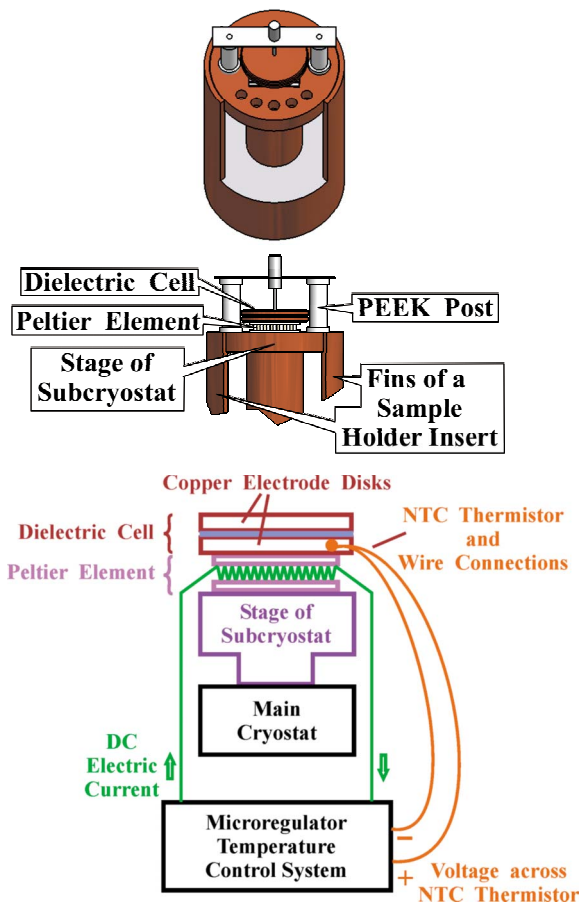 Dielectric Cell
Peltier Element
PEEK Post
Stage of
Subcryostat
Fins of a
Sample
Holder Insert
Copper Electrode Disks
Dielectric Cell
Peltier Element
NTC Thermistor
and
Wire Connections
Stage of
Subcryostat
Main
Cryostat
DC
Electric
Current
Microregulator
Temperature
Control System
−
+
Voltage across
NTC Thermistor